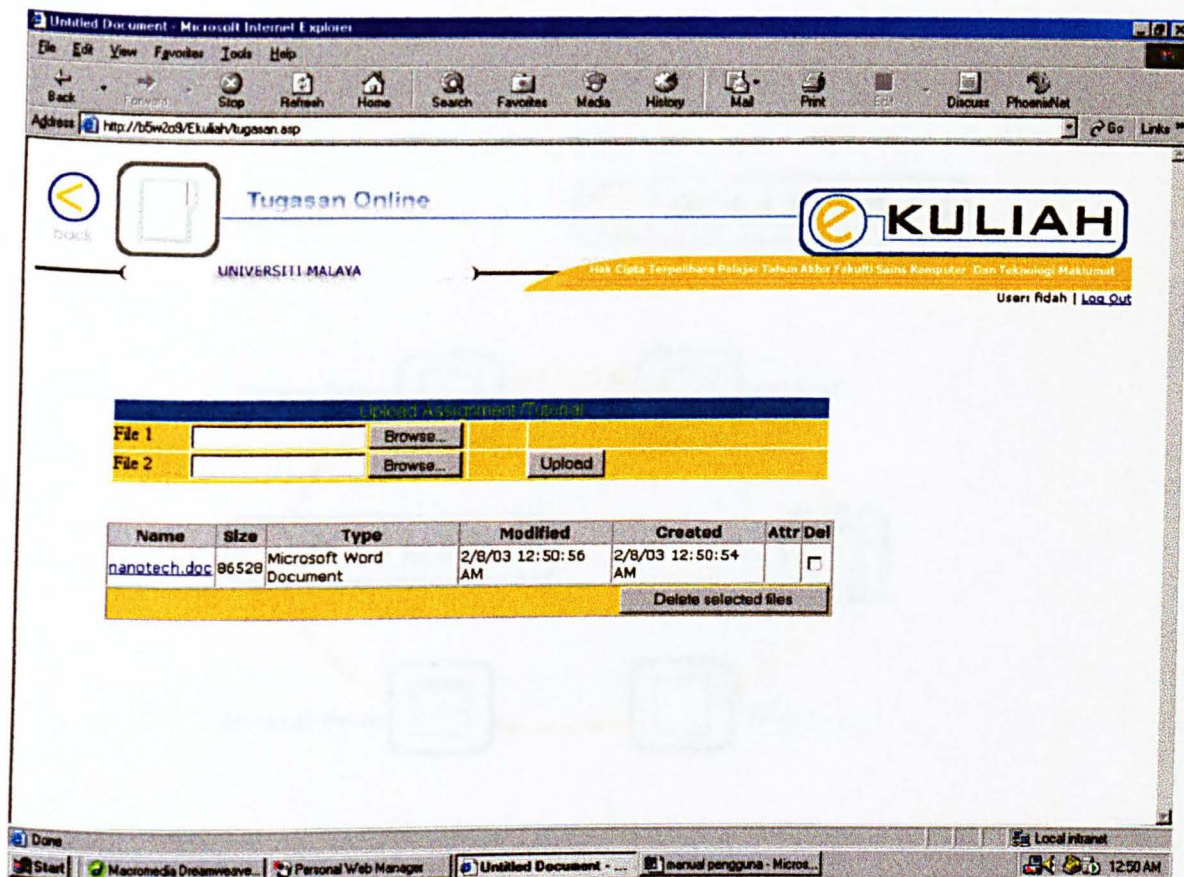 Untitled Document - Microsoft Internet Explorer
File Edit View Favorites Tools Help
Back Forward Stop Refresh Home Search Favorites Media History Mail Print Edit Discuss PhoenixNet
Address http://b5w2o9/Ekuliah/tugasan.asp Go Links »
back
Tugasan Online
e KULIAH
UNIVERSITI MALAYA
Hak Cipta Terpelihara Pelajar Tahun Akhir Fakulti Sains Komputer Dan Teknologi Maklumat
User: fidah | Log Out
Upload Assignment /Tutorial
File 1 Browse...
File 2 Browse... Upload
Name Size Type Modified Created Attr Del
nanotech.doc 86528 Microsoft Word Document 2/8/03 12:50:56 AM 2/8/03 12:50:54 AM
Delete selected files
Done Local intranet
Start Macromedia Dreamweave... Personal Web Manager Untitled Document - ... manual pengguna - Micros... 12:50 AM